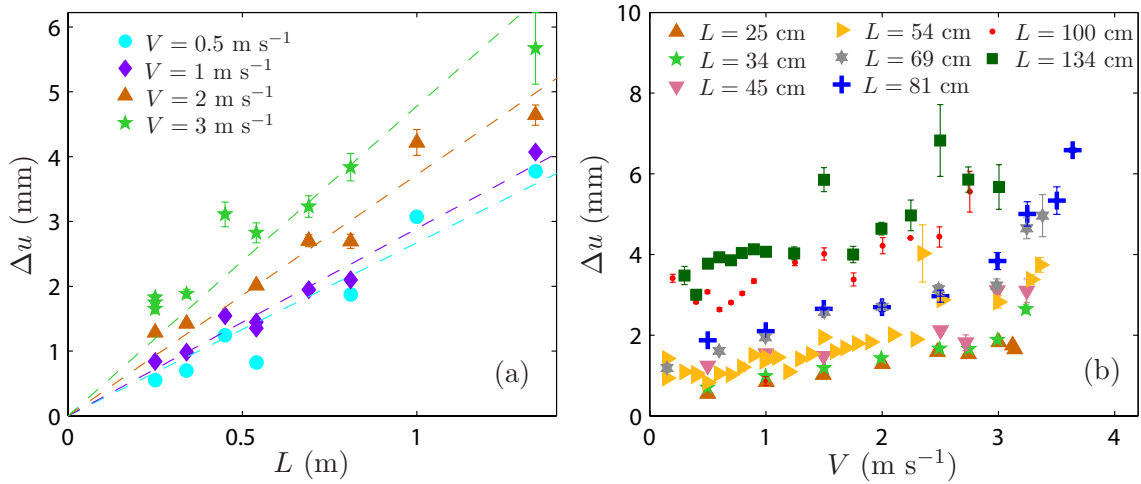 6
5
4
3
2
1
0
Δu (mm)
V = 0.5 m s⁻¹
V = 1 m s⁻¹
V = 2 m s⁻¹
V = 3 m s⁻¹
(a)
0 0.5 1
L (m)
10
8
6
4
2
0
Δu (mm)
L = 25 cm
L = 34 cm
L = 45 cm
L = 54 cm
L = 69 cm
L = 81 cm
L = 100 cm
L = 134 cm
(b)
0 1 2 3 4
V (m s⁻¹)